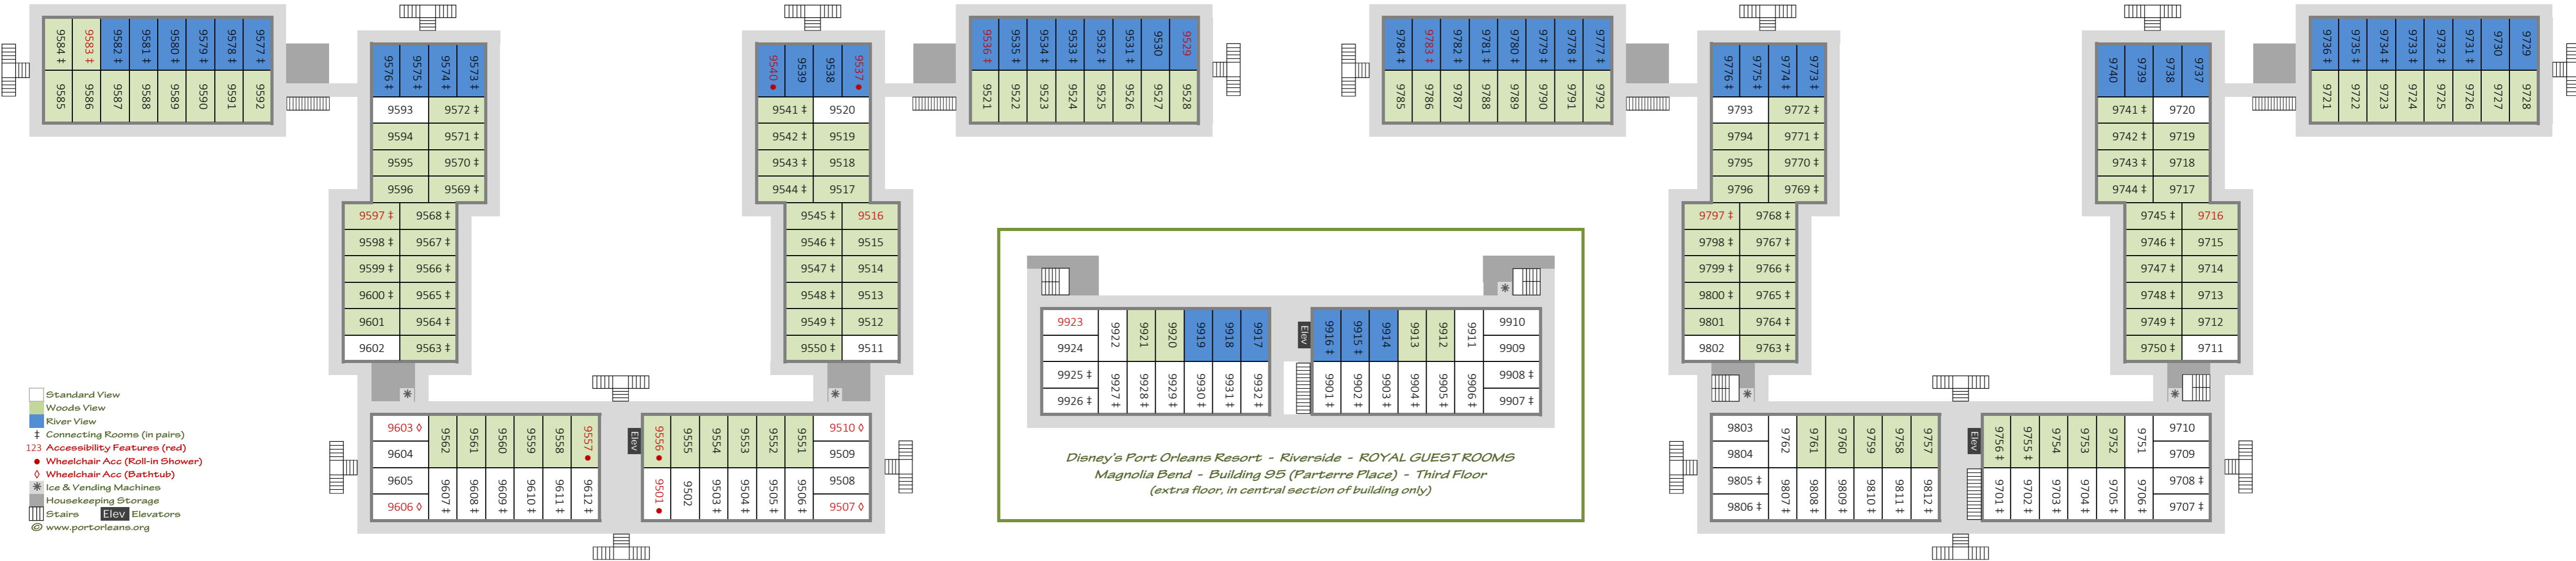 9584 ‡ 9583 ‡ 9582 ‡ 9581 ‡ 9580 ‡ 9579 ‡ 9578 ‡ 9577 ‡
9585 9586 9587 9588 9589 9590 9591 9592
9576 ‡ 9575 ‡ 9574 ‡ 9573 ‡
9593 9572 ‡
9594 9571 ‡
9595 9570 ‡
9596 9569 ‡
9597 ‡ 9568 ‡
9598 ‡ 9567 ‡
9599 ‡ 9566 ‡
9600 ‡ 9565 ‡
9601 9564 ‡
9602 9563 ‡
9540 ● 9539 9538 9537 ●
9541 ‡ 9520
9542 ‡ 9519
9543 ‡ 9518
9544 ‡ 9517
9545 ‡ 9516
9546 ‡ 9515
9547 ‡ 9514
9548 ‡ 9513
9549 ‡ 9512
9550 ‡ 9511
9536 ‡ 9535 ‡ 9534 ‡ 9533 ‡ 9532 ‡ 9531 ‡ 9530 9529
9521 9522 9523 9524 9525 9526 9527 9528
9603 ◊
9604
9605
9606 ◊
9562 9561 9560 9559 9558 9557 ●
9607 ‡ 9608 ‡ 9609 ‡ 9610 ‡ 9611 ‡ 9612 ‡
Elev
9556 ● 9555 9554 9553 9552 9551
9501 ● 9502 9503 ‡ 9504 ‡ 9505 ‡ 9506 ‡
9510 ◊
9509
9508
9507 ◊
Standard View
Woods View
River View
‡ Connecting Rooms (in pairs)
123 Accessibility Features (red)
● Wheelchair Acc (Roll-in Shower)
◊ Wheelchair Acc (Bathtub)
Ice & Vending Machines
Housekeeping Storage
Stairs Elev Elevators
© www.portorleans.org
9923
9924
9925 ‡
9926 ‡
9922 9921 9920 9919 9918 9917
9927 ‡ 9928 ‡ 9929 ‡ 9930 ‡ 9931 ‡ 9932 ‡
Elev
9916 ‡ 9915 ‡ 9914 9913 9912 9911
9901 ‡ 9902 ‡ 9903 ‡ 9904 ‡ 9905 ‡ 9906 ‡
9910
9909
9908 ‡
9907 ‡
Disney's Port Orleans Resort - Riverside - ROYAL GUEST ROOMS
Magnolia Bend - Building 95 (Parterre Place) - Third Floor
(extra floor, in central section of building only)
9784 ‡ 9783 ‡ 9782 ‡ 9781 ‡ 9780 ‡ 9779 ‡ 9778 ‡ 9777 ‡
9785 9786 9787 9788 9789 9790 9791 9792
9776 ‡ 9775 ‡ 9774 ‡ 9773 ‡
9793 9772 ‡
9794 9771 ‡
9795 9770 ‡
9796 9769 ‡
9797 ‡ 9768 ‡
9798 ‡ 9767 ‡
9799 ‡ 9766 ‡
9800 ‡ 9765 ‡
9801 9764 ‡
9802 9763 ‡
9740 9739 9738 9737
9741 ‡ 9720
9742 ‡ 9719
9743 ‡ 9718
9744 ‡ 9717
9745 ‡ 9716
9746 ‡ 9715
9747 ‡ 9714
9748 ‡ 9713
9749 ‡ 9712
9750 ‡ 9711
9736 ‡ 9735 ‡ 9734 ‡ 9733 ‡ 9732 ‡ 9731 ‡ 9730 9729
9721 9722 9723 9724 9725 9726 9727 9728
9803
9804
9805 ‡
9806 ‡
9762 9761 9760 9759 9758 9757
9807 ‡ 9808 ‡ 9809 ‡ 9810 ‡ 9811 ‡ 9812 ‡
Elev
9756 ‡ 9755 ‡ 9754 9753 9752 9751
9701 ‡ 9702 ‡ 9703 ‡ 9704 ‡ 9705 ‡ 9706 ‡
9710
9709
9708 ‡
9707 ‡